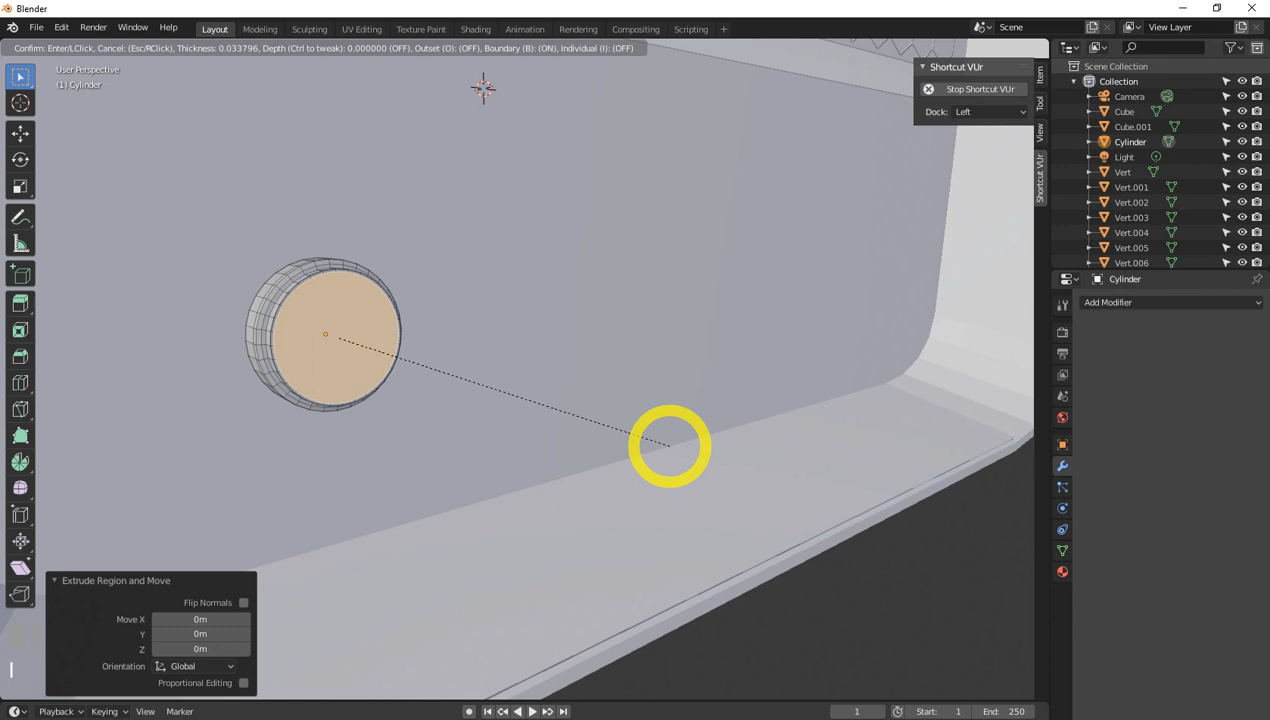 Blender
File Edit Render Window Help
Layout Modeling Sculpting UV Editing Texture Paint Shading Animation Rendering Compositing Scripting +
Scene
View Layer
Confirm: Enter/LClick, Cancel: (Esc/RClick), Thickness: 0.033796, Depth (Ctrl to tweak): 0.000000 (OFF), Outset (O): (OFF), Boundary (B): (ON), Individual (I): (OFF)
User Perspective
(1) Cylinder
Shortcut VUr
Stop Shortcut VUr
Dock: Left
Item
Tool
View
Shortcut VUr
Scene Collection
Collection
Camera
Cube
Cube.001
Cylinder
Light
Vert
Vert.001
Vert.002
Vert.003
Vert.004
Vert.005
Vert.006
Cylinder
Add Modifier
Extrude Region and Move
Flip Normals
Move X 0m
Y 0m
Z 0m
Orientation Global
Proportional Editing
I
Playback Keying View Marker
1 Start: 1 End: 250